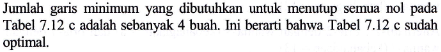 Jumlah garis minimum yang dibutuhkan untuk menutup semua nol pada
Tabel 7.12 c adalah sebanyak 4 buah. Ini berarti bahwa Tabel 7.12 c sudah
optimal.